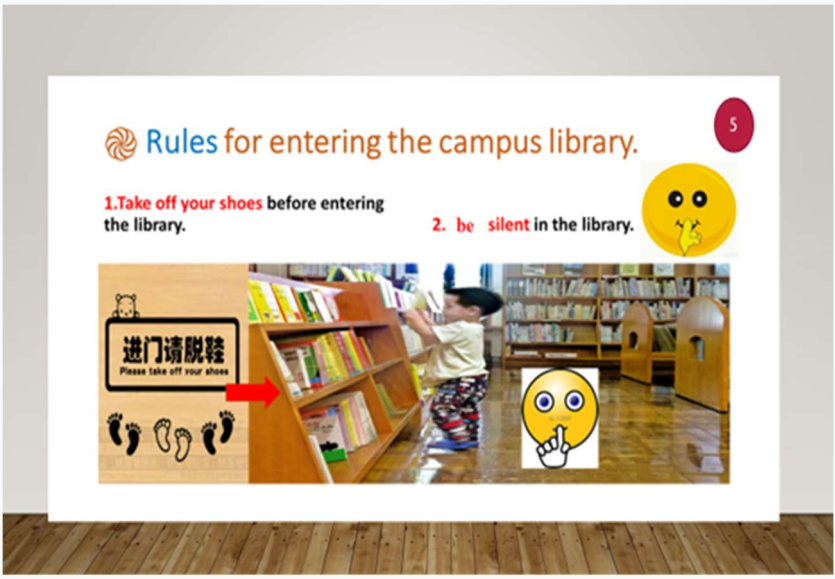 Rules for entering the campus library.
5
1.Take off your shoes before entering
the library.
2. be silent in the library.
进门请脱鞋
Please take off your shoes